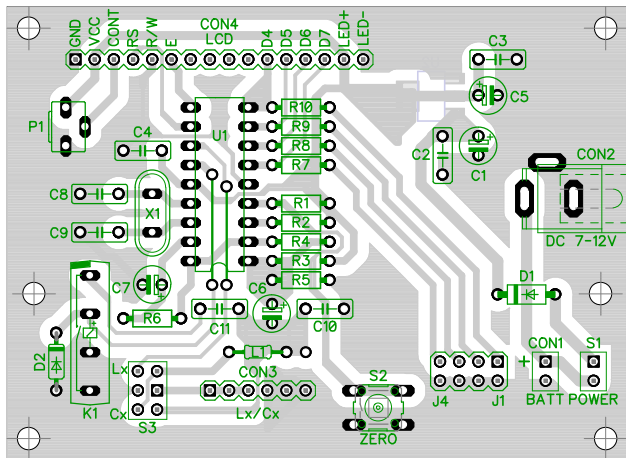 CON4
LCD
GND
VCC
CONT
RS
R/W
E
D4
D5
D6
D7
LED+
LED-
C3
C5
P1
U1
R10
R9
R8
R7
C4
C2
C1
CON2
C8
X1
R1
R2
C9
R4
R3
DC 7-12V
C7
R5
D1
C6
R6
C11
C10
D2
L1
CON1
S1
Lx
CON3
S2
+
K1
Cx
S3
Lx/Cx
J4
J1
BATT
POWER
ZERO